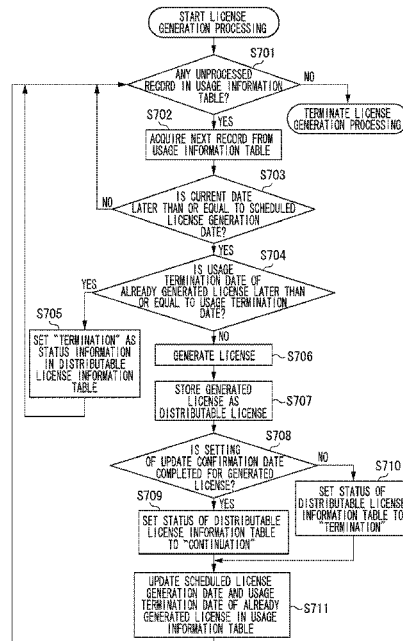 START LICENSE
GENERATION PROCESSING
S701
ANY UNPROCESSED
RECORD IN USAGE INFORMATION
TABLE?
NO
TERMINATE LICENSE
GENERATION PROCESSING
YES
S702
ACQUIRE NEXT RECORD FROM
USAGE INFORMATION TABLE
S703
IS CURRENT DATE
LATER THAN OR EQUAL TO SCHEDULED
LICENSE GENERATION
DATE?
NO
YES
S704
IS USAGE
TERMINATION DATE OF
ALREADY GENERATED LICENSE LATER THAN
OR EQUAL TO USAGE TERMINATION
DATE?
YES
S705
SET "TERMINATION" AS
STATUS INFORMATION
IN DISTRIBUTABLE
LICENSE INFORMATION
TABLE
NO
GENERATE LICENSE
S706
STORE GENERATED
LICENSE AS
DISTRIBUTABLE LICENSE
S707
S708
IS SETTING
OF UPDATE CONFIRMATION DATE
COMPLETED FOR GENERATED
LICENSE?
NO
S710
SET STATUS OF
DISTRIBUTABLE LICENSE
INFORMATION TABLE TO
"TERMINATION"
S709
YES
SET STATUS OF DISTRIBUTABLE
LICENSE INFORMATION TABLE
TO "CONTINUATION"
UPDATE SCHEDULED LICENSE
GENERATION DATE AND USAGE
TERMINATION DATE OF ALREADY
GENERATED LICENSE IN USAGE
INFORMATION TABLE
S711